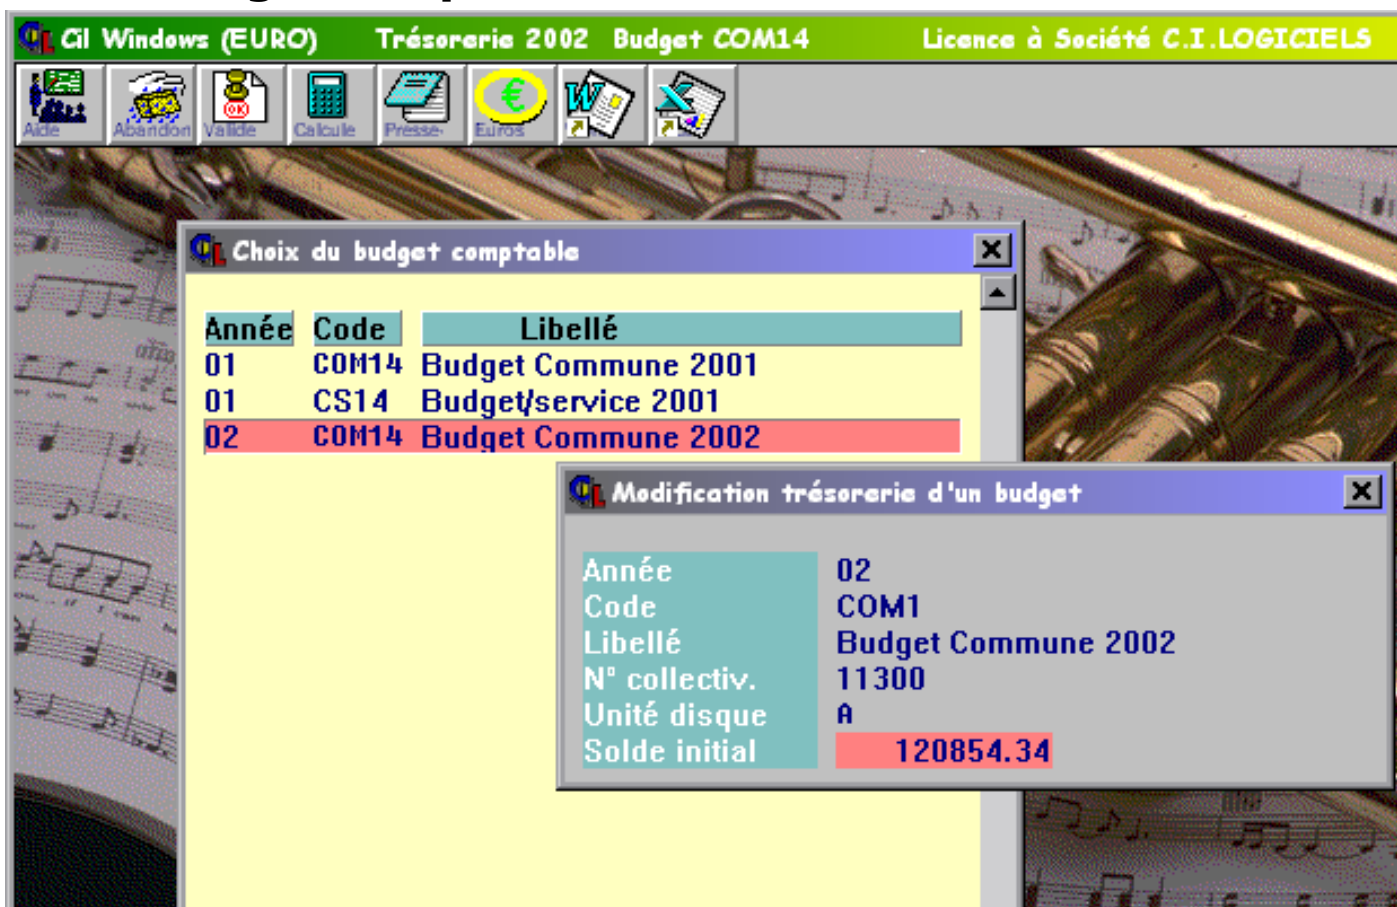 Cil Windows (EURO) Trésorerie 2002 Budget COM14 Licence à Société C.I.LOGICIELS
Aide Abandon Valide Calcule Presse- Euros
Choix du budget comptable
Année Code Libellé
01 COM14 Budget Commune 2001
01 CS14 Budget/service 2001
02 COM14 Budget Commune 2002
Modification trésorerie d'un budget
Année 02
Code COM1
Libellé Budget Commune 2002
N° collectiv. 11300
Unité disque A
Solde initial 120854.34